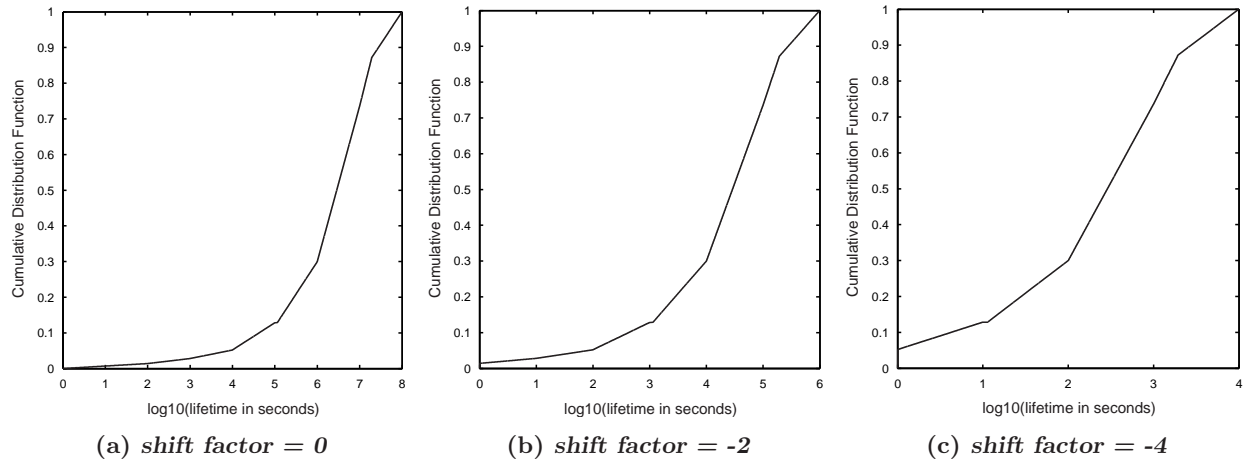 1
0.9
0.8
0.7
0.6
0.5
0.4
0.3
0.2
0.1
0
Cumulative Distribution Function
0 1 2 3 4 5 6 7 8
log10(lifetime in seconds)
(a) shift factor = 0
1
0.9
0.8
0.7
0.6
0.5
0.4
0.3
0.2
0.1
0
Cumulative Distribution Function
0 1 2 3 4 5 6
log10(lifetime in seconds)
(b) shift factor = -2
1
0.9
0.8
0.7
0.6
0.5
0.4
0.3
0.2
0.1
0
Cumulative Distribution Function
0 1 2 3 4
log10(lifetime in seconds)
(c) shift factor = -4